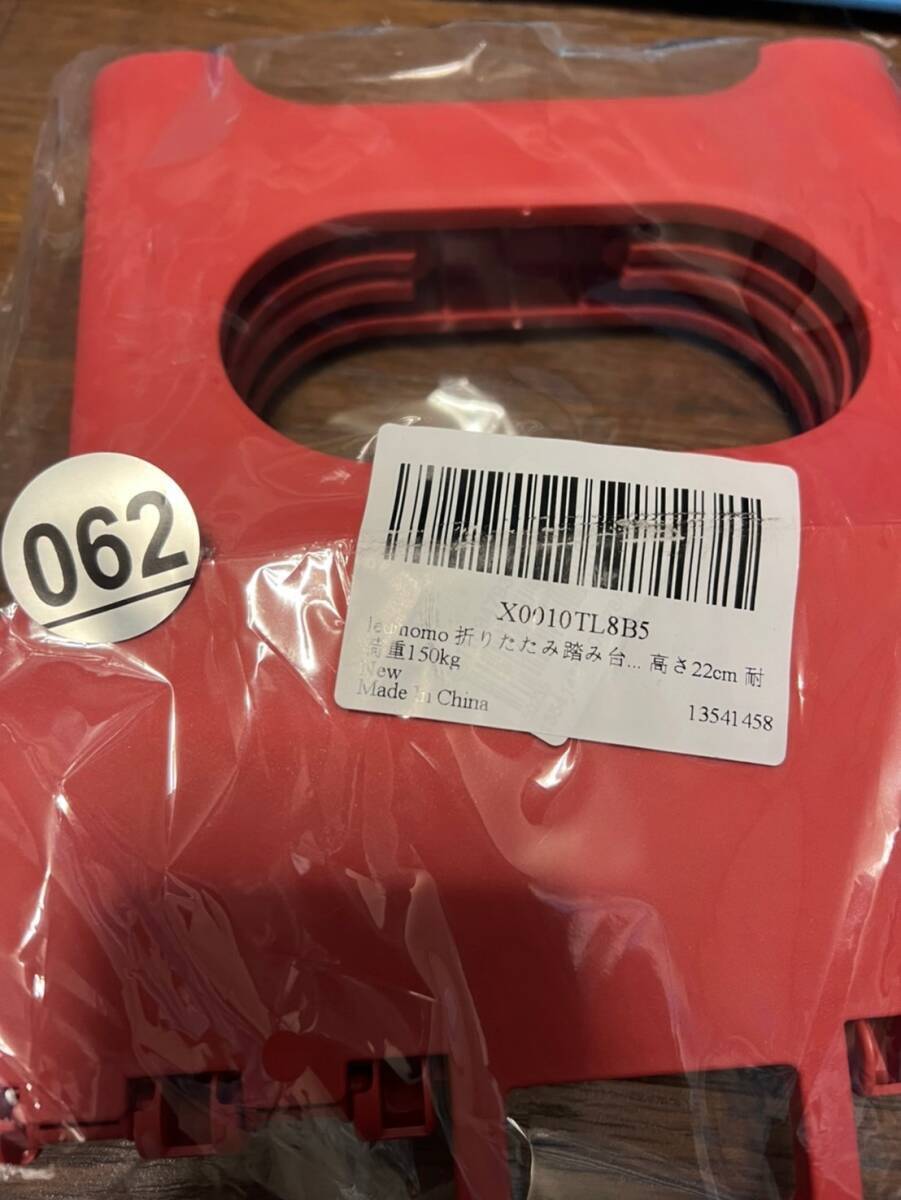 062
X0010TL8B5
折りたたみ踏み台... 高さ22cm 耐
荷重150kg
New
Made In China
13541458